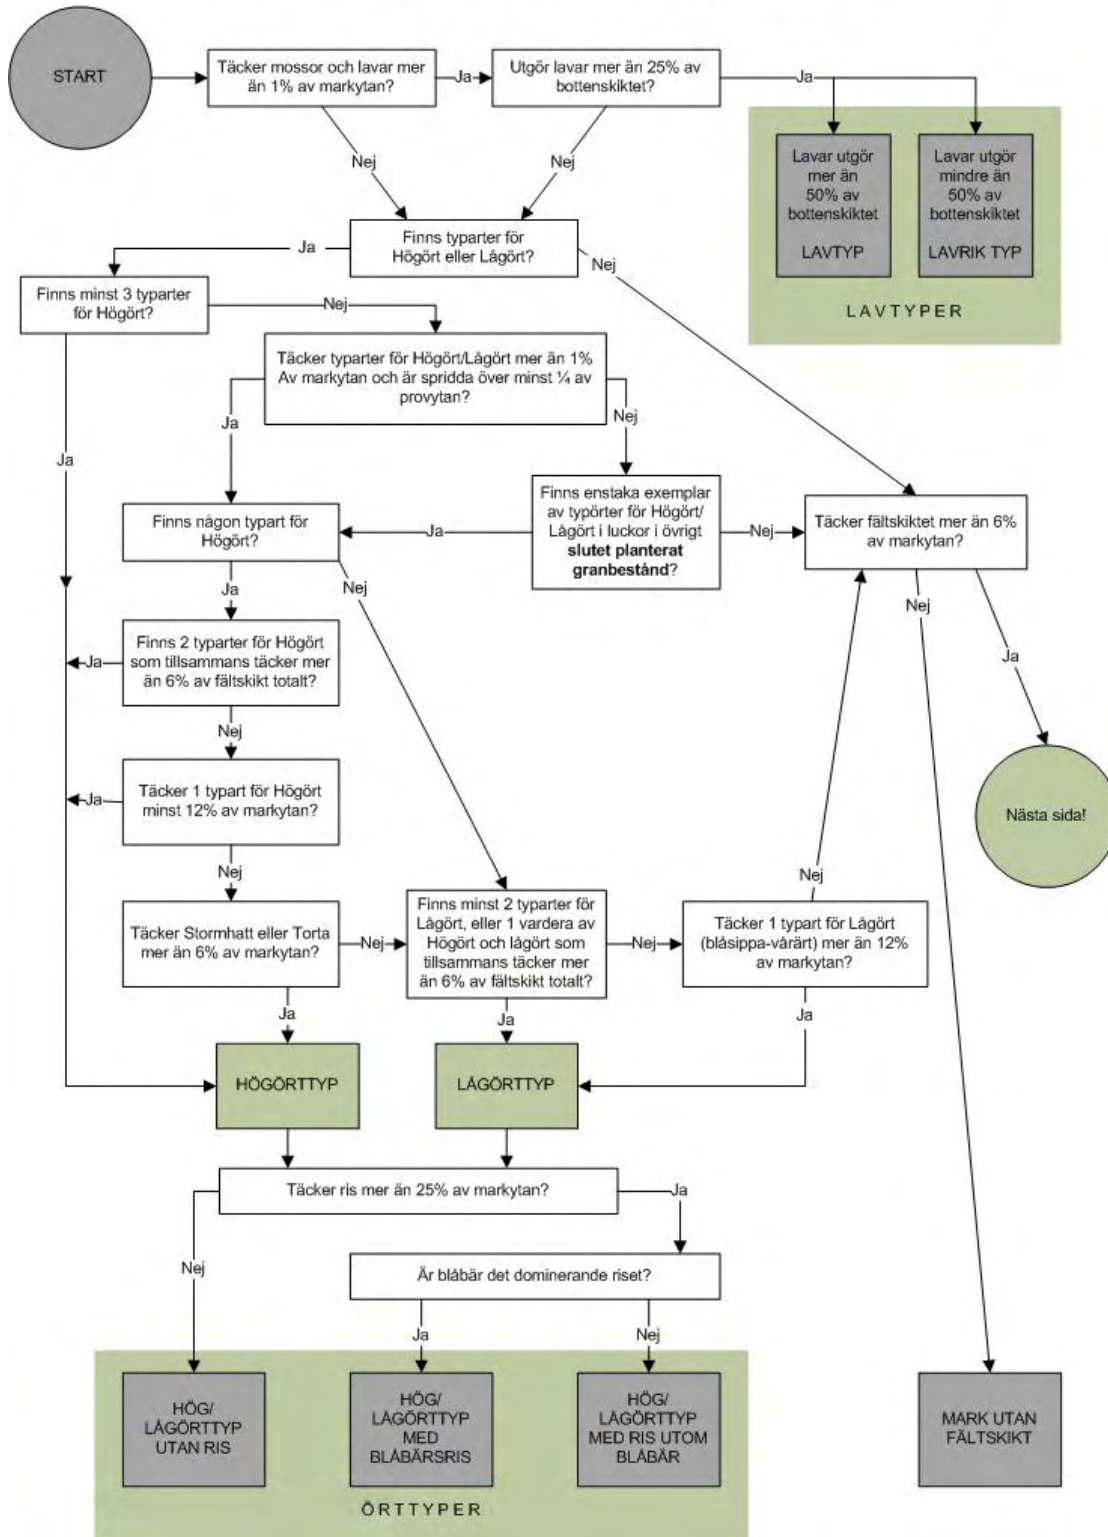 START
Täcker mossor och lavar mer
än 1% av markytan?
Ja
Utgör lavar mer än 25% av
bottenskiktet?
Ja
Nej
Nej
Lavar utgör
mer än
50% av
bottenskiktet
LAVTYP
Lavar utgör
mindre än
50% av
bottenskiktet
LAVRIK TYP
LAVTYPER
Finns typarter för
Högört eller Lågört?
Ja
Nej
Finns minst 3 typarter
för Högört?
Nej
Ja
Täcker typarter för Högört/Lågört mer än 1%
Av markytan och är spridda över minst ¼ av
provytan?
Ja
Nej
Finns någon typart för
Högört?
Ja
Finns enstaka exemplar
av typörter för Högört/
Lågört i luckor i övrigt
slutet planterat
granbestånd?
Nej
Täcker fältskiktet mer än 6%
av markytan?
Ja
Nej
Nej
Ja
Finns 2 typarter för Högört
som tillsammans täcker mer
än 6% av fältskikt totalt?
Ja
Nej
Täcker 1 typart för Högört
minst 12% av markytan?
Ja
Nästa sida!
Nej
Nej
Täcker Stormhatt eller Torta
mer än 6% av markytan?
Nej
Finns minst 2 typarter för
Lågört, eller 1 vardera av
Högört och lågört som
tillsammans täcker mer
än 6% av fältskikt totalt?
Nej
Täcker 1 typart för Lågört
(blåsippa-vårärt) mer än 12%
av markytan?
Ja
Ja
Ja
HÖGÖRTTYP
LÅGÖRTTYP
Täcker ris mer än 25% av markytan?
Ja
Nej
Är blåbär det dominerande riset?
Ja
Nej
HÖG/
LÅGÖRTTYP
UTAN RIS
HÖG/
LÅGÖRTTYP
MED
BLÅBÄRSRIS
HÖG/
LÅGÖRTTYP
MED RIS UTOM
BLÅBÄR
MARK UTAN
FÄLTSKIKT
ÖRTTYPER